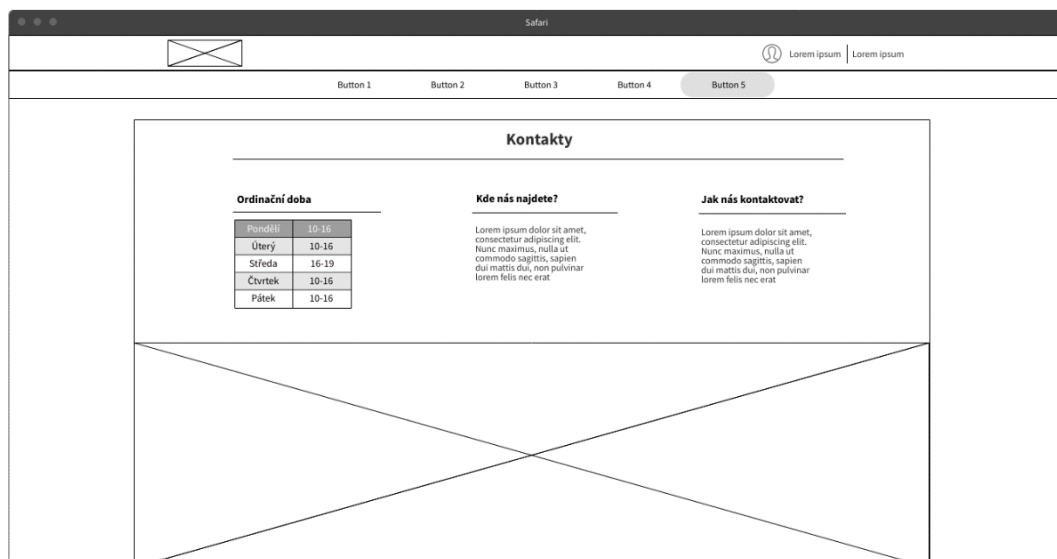 Safari
Lorem ipsum Lorem ipsum
Button 1 Button 2 Button 3 Button 4 Button 5
Kontakty
Ordinační doba
Pondělí 10-16
Úterý 10-16
Středa 16-19
Čtvrtek 10-16
Pátek 10-16
Kde nás najdete?
Lorem ipsum dolor sit amet,
consectetur adipiscing elit.
Nunc maximus, nulla ut
commodo sagittis, sapien
dui mattis dui, non pulvinar
lorem felis nec erat
Jak nás kontaktovat?
Lorem ipsum dolor sit amet,
consectetur adipiscing elit.
Nunc maximus, nulla ut
commodo sagittis, sapien
dui mattis dui, non pulvinar
lorem felis nec erat